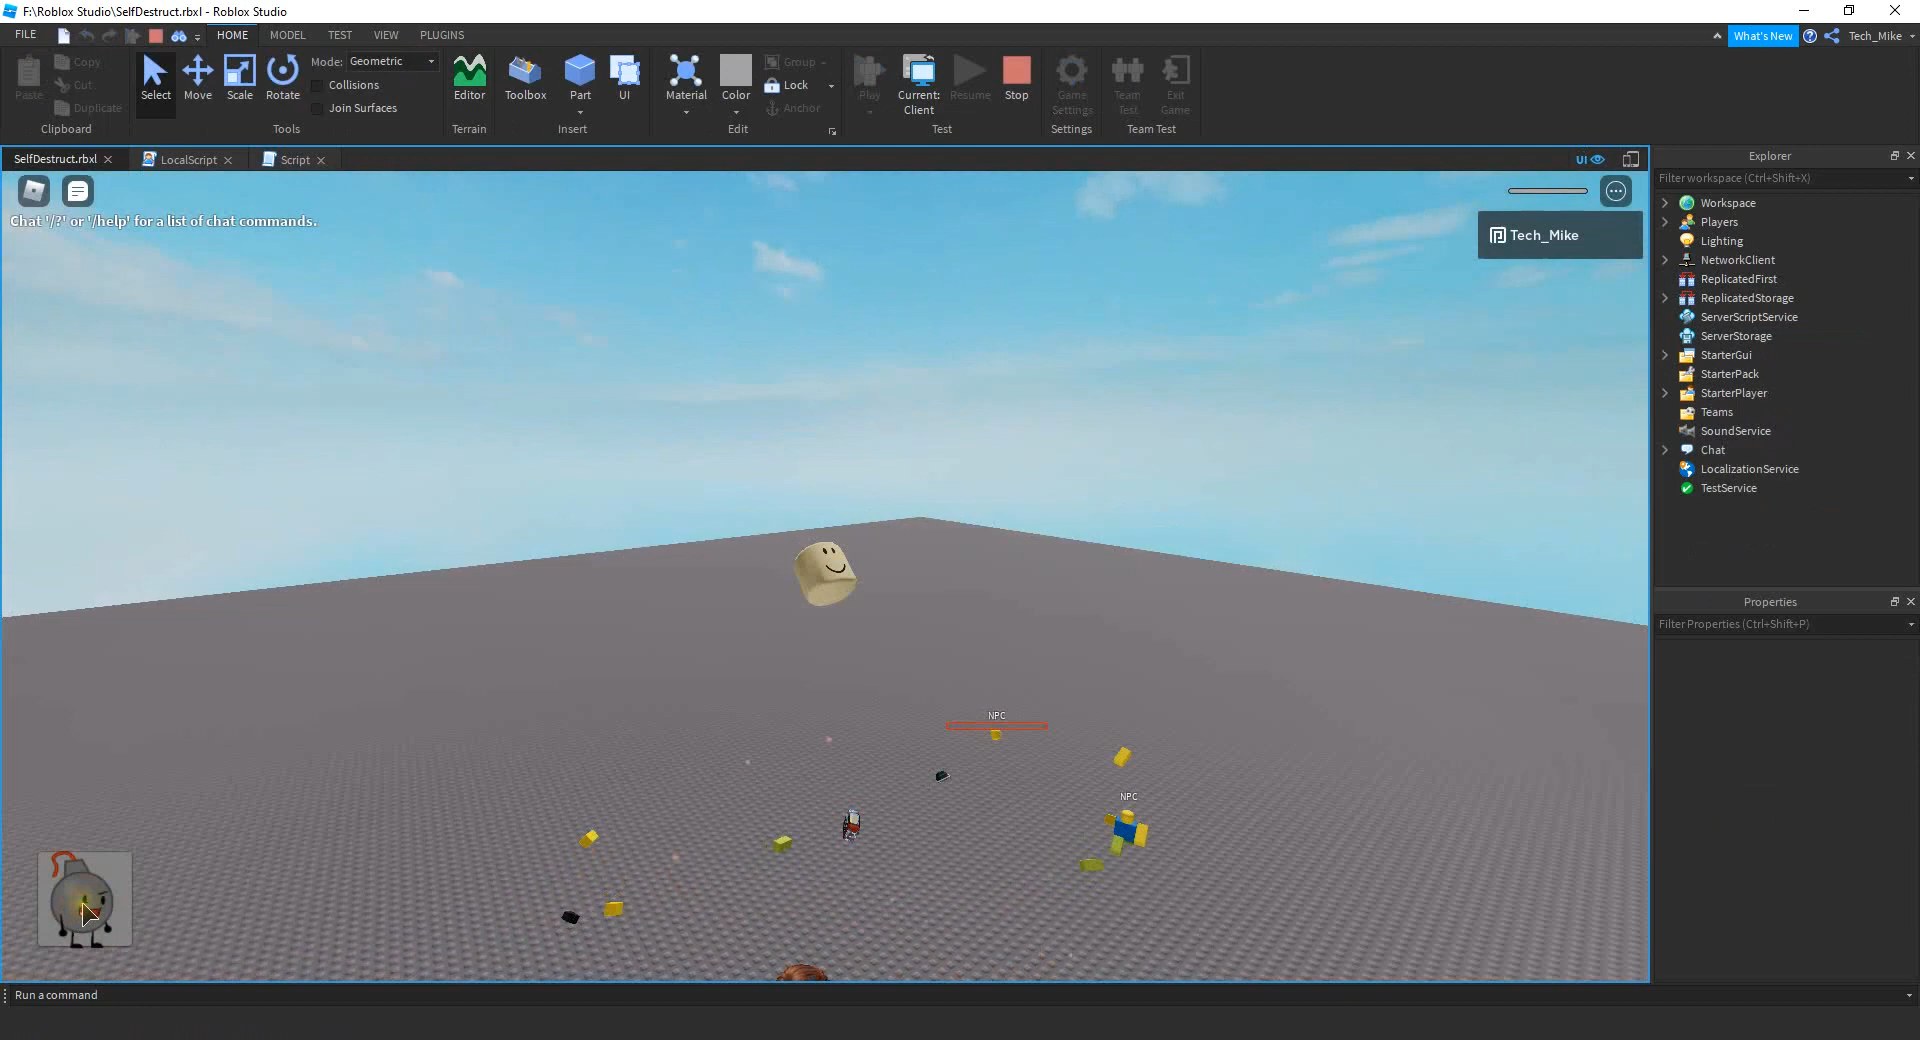 F:\Roblox Studio\SelfDestruct.rbxl - Roblox Studio
FILE HOME MODEL TEST VIEW PLUGINS What's New Tech_Mike
Paste
Copy
Cut
Duplicate
Clipboard
Select Move Scale Rotate
Mode: Geometric
Collisions
Join Surfaces
Tools
Editor
Terrain
Toolbox Part UI
Insert
Material Color
Group
Lock
Anchor
Edit
Play
Current:
Client
Resume Stop
Test
Game
Settings
Settings
Team
Test
Exit
Game
Team Test
SelfDestruct.rbxl LocalScript Script UI
Chat '/?' or '/help' for a list of chat commands.
Tech_Mike
NPC
NPC
Explorer
Filter workspace (Ctrl+Shift+X)
Workspace
Players
Lighting
NetworkClient
ReplicatedFirst
ReplicatedStorage
ServerScriptService
ServerStorage
StarterGui
StarterPack
StarterPlayer
Teams
SoundService
Chat
LocalizationService
TestService
Properties
Filter Properties (Ctrl+Shift+P)
Run a command